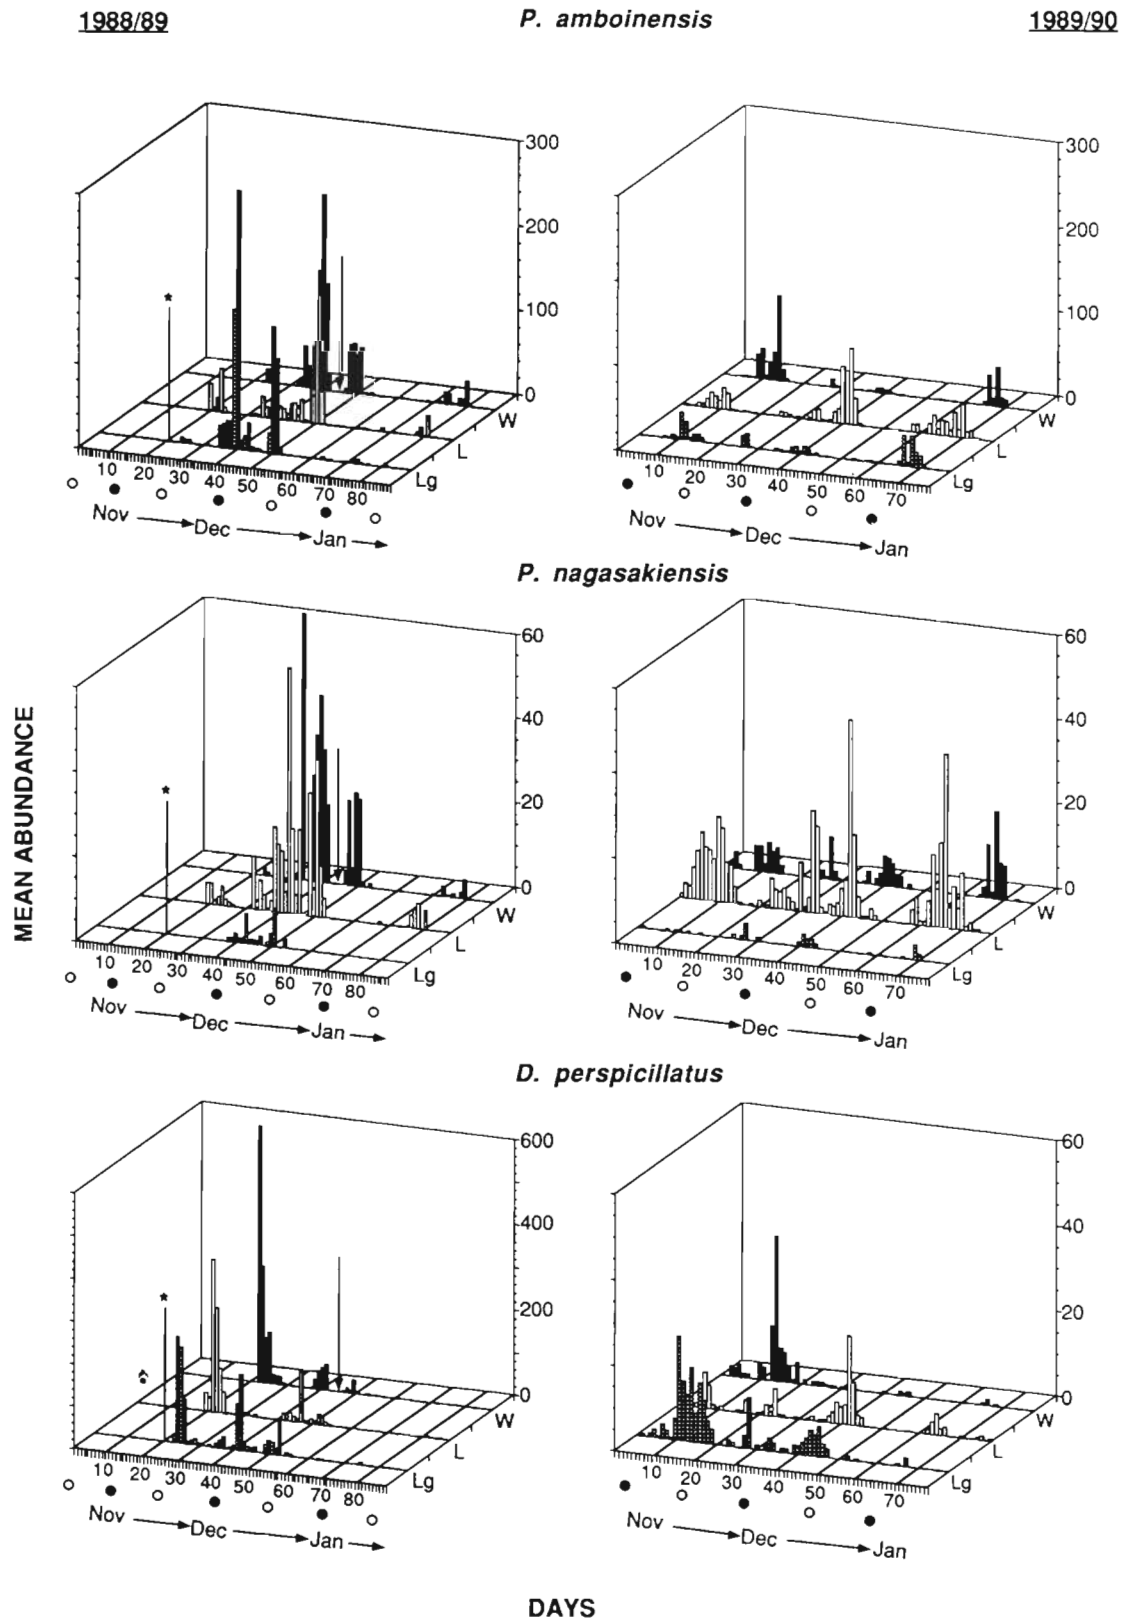 1988/89 P. amboinensis 1989/90
300 300
200 200
100 100
0 0
W W
L L
Lg Lg
10 20 30 40 50 60 70 80 10 20 30 40 50 60 70
Nov Dec Jan Nov Dec Jan
P. nagasakiensis
60 60
40 40
20 20
0 0
W W
L L
Lg Lg
10 20 30 40 50 60 70 80 10 20 30 40 50 60 70
Nov Dec Jan Nov Dec Jan
MEAN ABUNDANCE
D. perspicillatus
600 60
400 40
200 20
0 0
W W
L L
Lg Lg
10 20 30 40 50 60 70 80 10 20 30 40 50 60 70
Nov Dec Jan Nov Dec Jan
DAYS